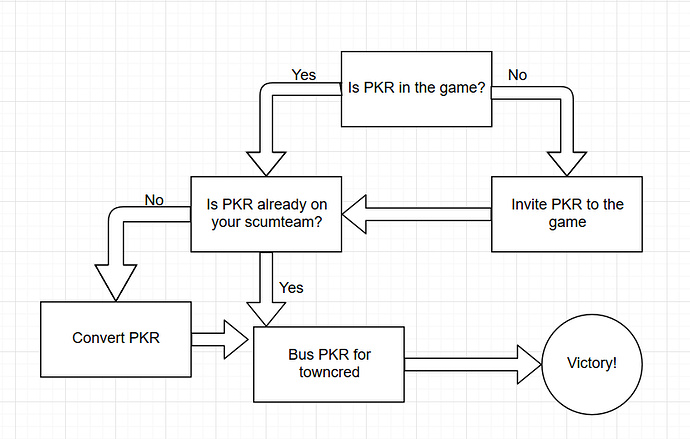 Is PKR in the game?
Yes
No
Is PKR already on
your scumteam?
Invite PKR to the
game
No
Yes
Convert PKR
Bus PKR for
towncred
Victory!